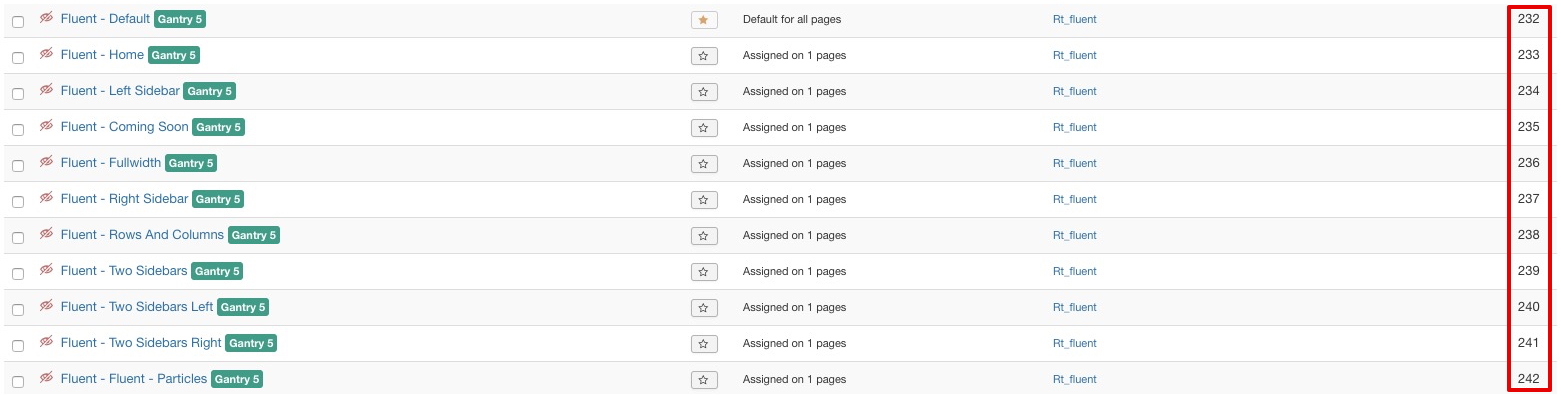 Fluent - Default Gantry 5 Default for all pages Rt_fluent 232
Fluent - Home Gantry 5 Assigned on 1 pages Rt_fluent 233
Fluent - Left Sidebar Gantry 5 Assigned on 1 pages Rt_fluent 234
Fluent - Coming Soon Gantry 5 Assigned on 1 pages Rt_fluent 235
Fluent - Fullwidth Gantry 5 Assigned on 1 pages Rt_fluent 236
Fluent - Right Sidebar Gantry 5 Assigned on 1 pages Rt_fluent 237
Fluent - Rows And Columns Gantry 5 Assigned on 1 pages Rt_fluent 238
Fluent - Two Sidebars Gantry 5 Assigned on 1 pages Rt_fluent 239
Fluent - Two Sidebars Left Gantry 5 Assigned on 1 pages Rt_fluent 240
Fluent - Two Sidebars Right Gantry 5 Assigned on 1 pages Rt_fluent 241
Fluent - Fluent - Particles Gantry 5 Assigned on 1 pages Rt_fluent 242